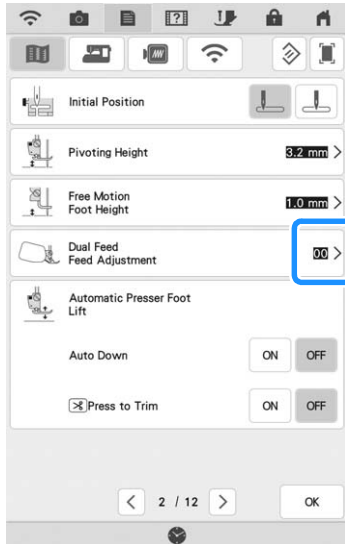 Initial Position
Pivoting Height
3.2 mm >
Free Motion
Foot Height
1.0 mm >
Dual Feed
Feed Adjustment
00 >
Automatic Presser Foot
Lift
Auto Down
ON OFF
Press to Trim
ON OFF
< 2 / 12 >
OK